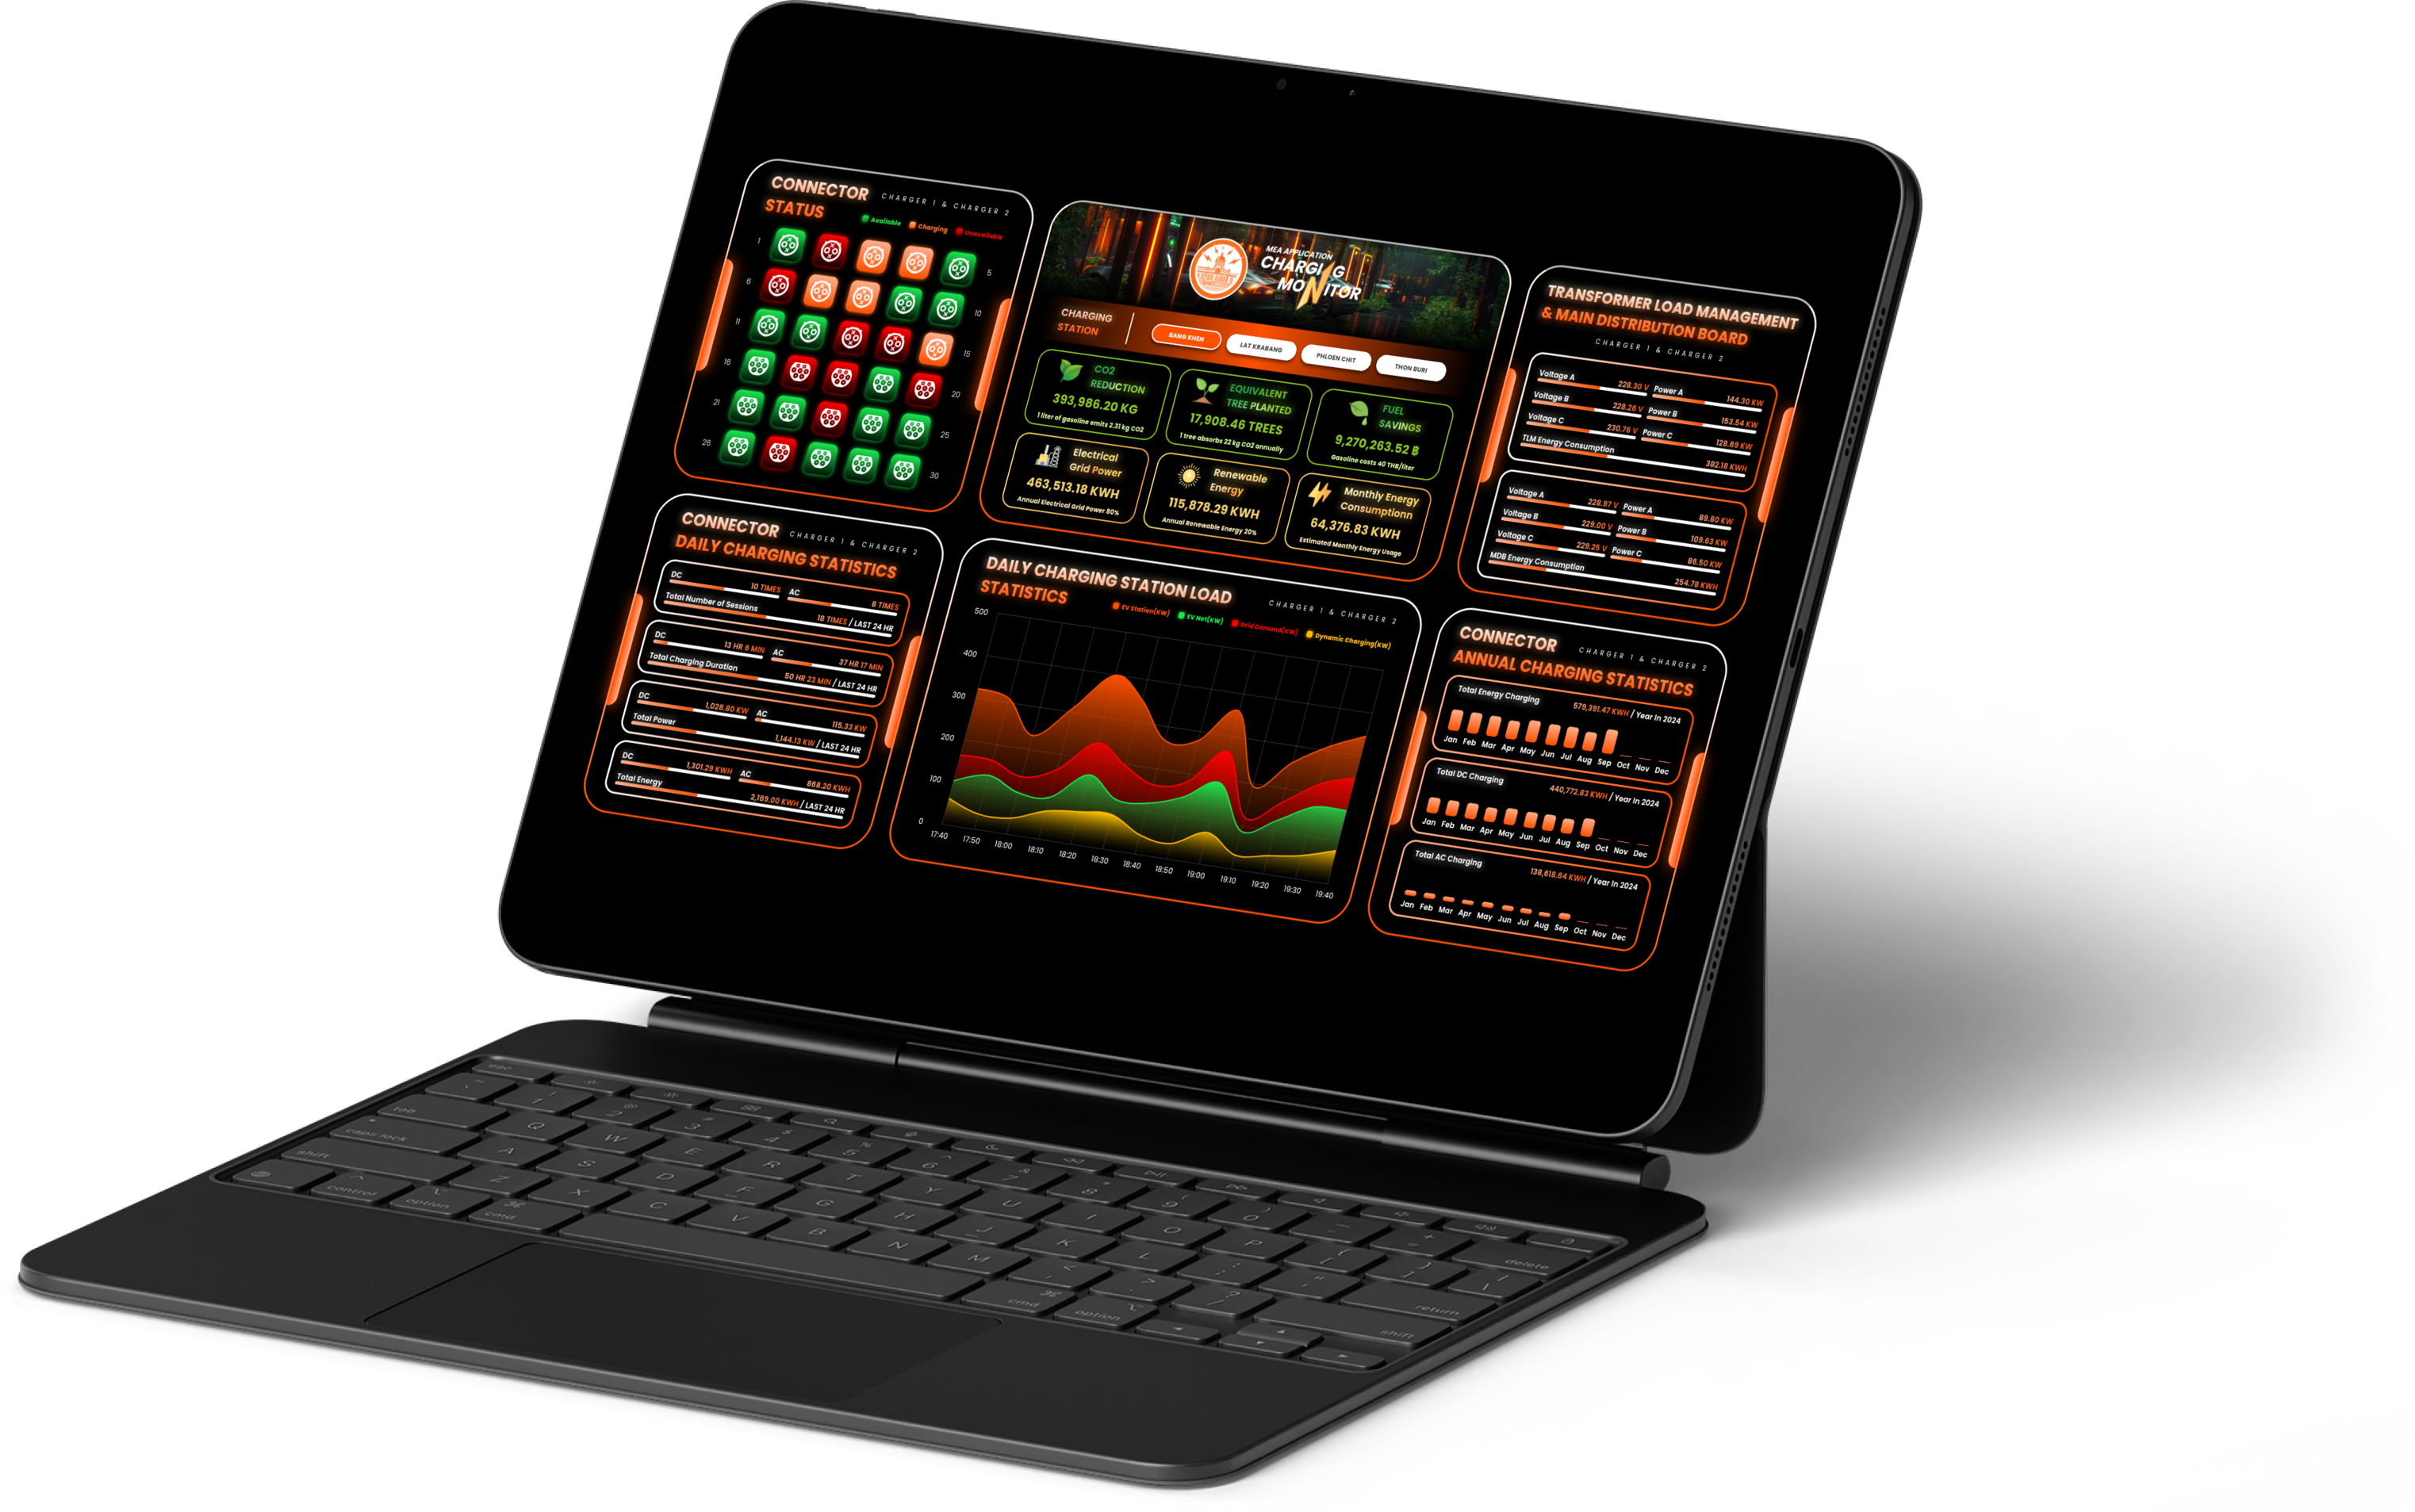 CONNECTOR
STATUS
CHARGER 1 & CHARGER 2
Available
Charging
Unavailable
1
5
6
10
11
15
16
20
21
25
26
30
CONNECTOR
DAILY CHARGING STATISTICS
CHARGER 1 & CHARGER 2
DC
10 TIMES
AC
8 TIMES
Total Number of Sessions
18 TIMES / LAST 24 HR
DC
13 HR 6 MIN
AC
37 HR 17 MIN
Total Charging Duration
50 HR 23 MIN / LAST 24 HR
DC
1,028.80 KW
AC
115.33 KW
Total Power
1,144.13 KW / LAST 24 HR
DC
1,301.29 KWH
AC
868.20 KWH
Total Energy
2,169.00 KWH / LAST 24 HR
MEA APPLICATION
CHARGING
MONITOR
CHARGING
STATION
BANG KHEN
LAT KRABANG
PHLOEN CHIT
THON BURI
CO2
REDUCTION
393,986.20 KG
1 liter of gasoline emits 2.31 kg CO2
EQUIVALENT
TREE PLANTED
17,908.46 TREES
1 tree absorbs 22 kg CO2 annually
FUEL
SAVINGS
9,270,263.52 ฿
Gasoline costs 40 THB/liter
Electrical
Grid Power
463,513.18 KWH
Annual Electrical Grid Power 80%
Renewable
Energy
115,878.29 KWH
Annual Renewable Energy 20%
Monthly Energy
Consumptionn
64,376.83 KWH
Estimated Monthly Energy Usage
DAILY CHARGING STATION LOAD
STATISTICS
CHARGER 1 & CHARGER 2
EV Station(KW)
EV Net(KW)
Grid Demand(KW)
Dynamic Charging(KW)
500
400
300
200
100
0
17:40
17:50
18:00
18:10
18:20
18:30
18:40
18:50
19:00
19:10
19:20
19:30
19:40
TRANSFORMER LOAD MANAGEMENT
& MAIN DISTRIBUTION BOARD
CHARGER 1 & CHARGER 2
Voltage A
228.30 V
Power A
144.30 KW
Voltage B
228.26 V
Power B
153.54 KW
Voltage C
230.76 V
Power C
128.69 KW
TLM Energy Consumption
382.18 KWH
Voltage A
228.97 V
Power A
89.80 KW
Voltage B
229.00 V
Power B
109.63 KW
Voltage C
229.25 V
Power C
86.50 KW
MDB Energy Consumption
254.78 KWH
CONNECTOR
ANNUAL CHARGING STATISTICS
CHARGER 1 & CHARGER 2
Total Energy Charging
579,391.47 KWH / Year In 2024
Jan Feb Mar Apr May Jun Jul Aug Sep Oct Nov Dec
Total DC Charging
440,772.83 KWH / Year In 2024
Jan Feb Mar Apr May Jun Jul Aug Sep Oct Nov Dec
Total AC Charging
138,618.64 KWH / Year In 2024
Jan Feb Mar Apr May Jun Jul Aug Sep Oct Nov Dec
esc
tab
Q W E R T Y U I O P
delete
caps lock
A S D F G H J K L
return
shift
Z X C V B N M
shift
control
option
cmd
cmd
option